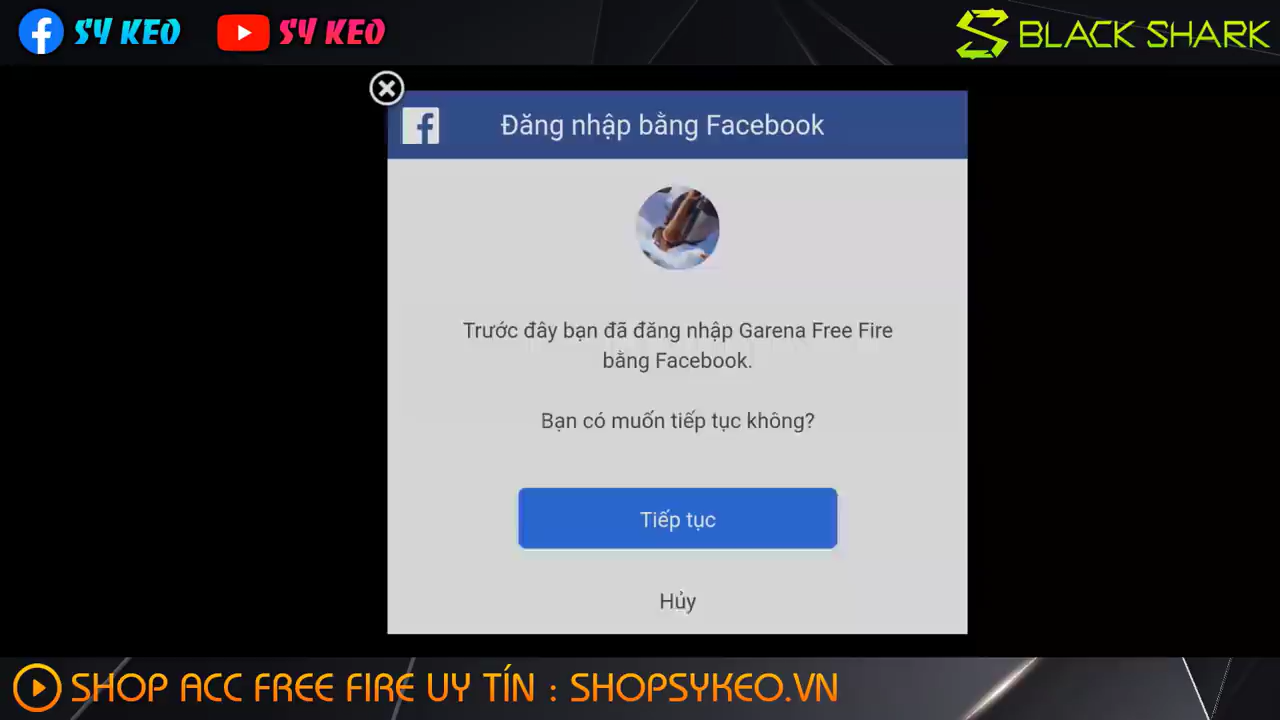 SY KEO
SY KEO
BLACK SHARK
Đăng nhập bằng Facebook
Trước đây bạn đã đăng nhập Garena Free Fire
bằng Facebook.
Bạn có muốn tiếp tục không?
Tiếp tục
Hủy
SHOP ACC FREE FIRE UY TÍN : SHOPSYKEO.VN